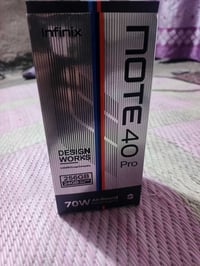 Infinix
NOTE 40
Pro
DESIGN
WORKS
256GB
70W